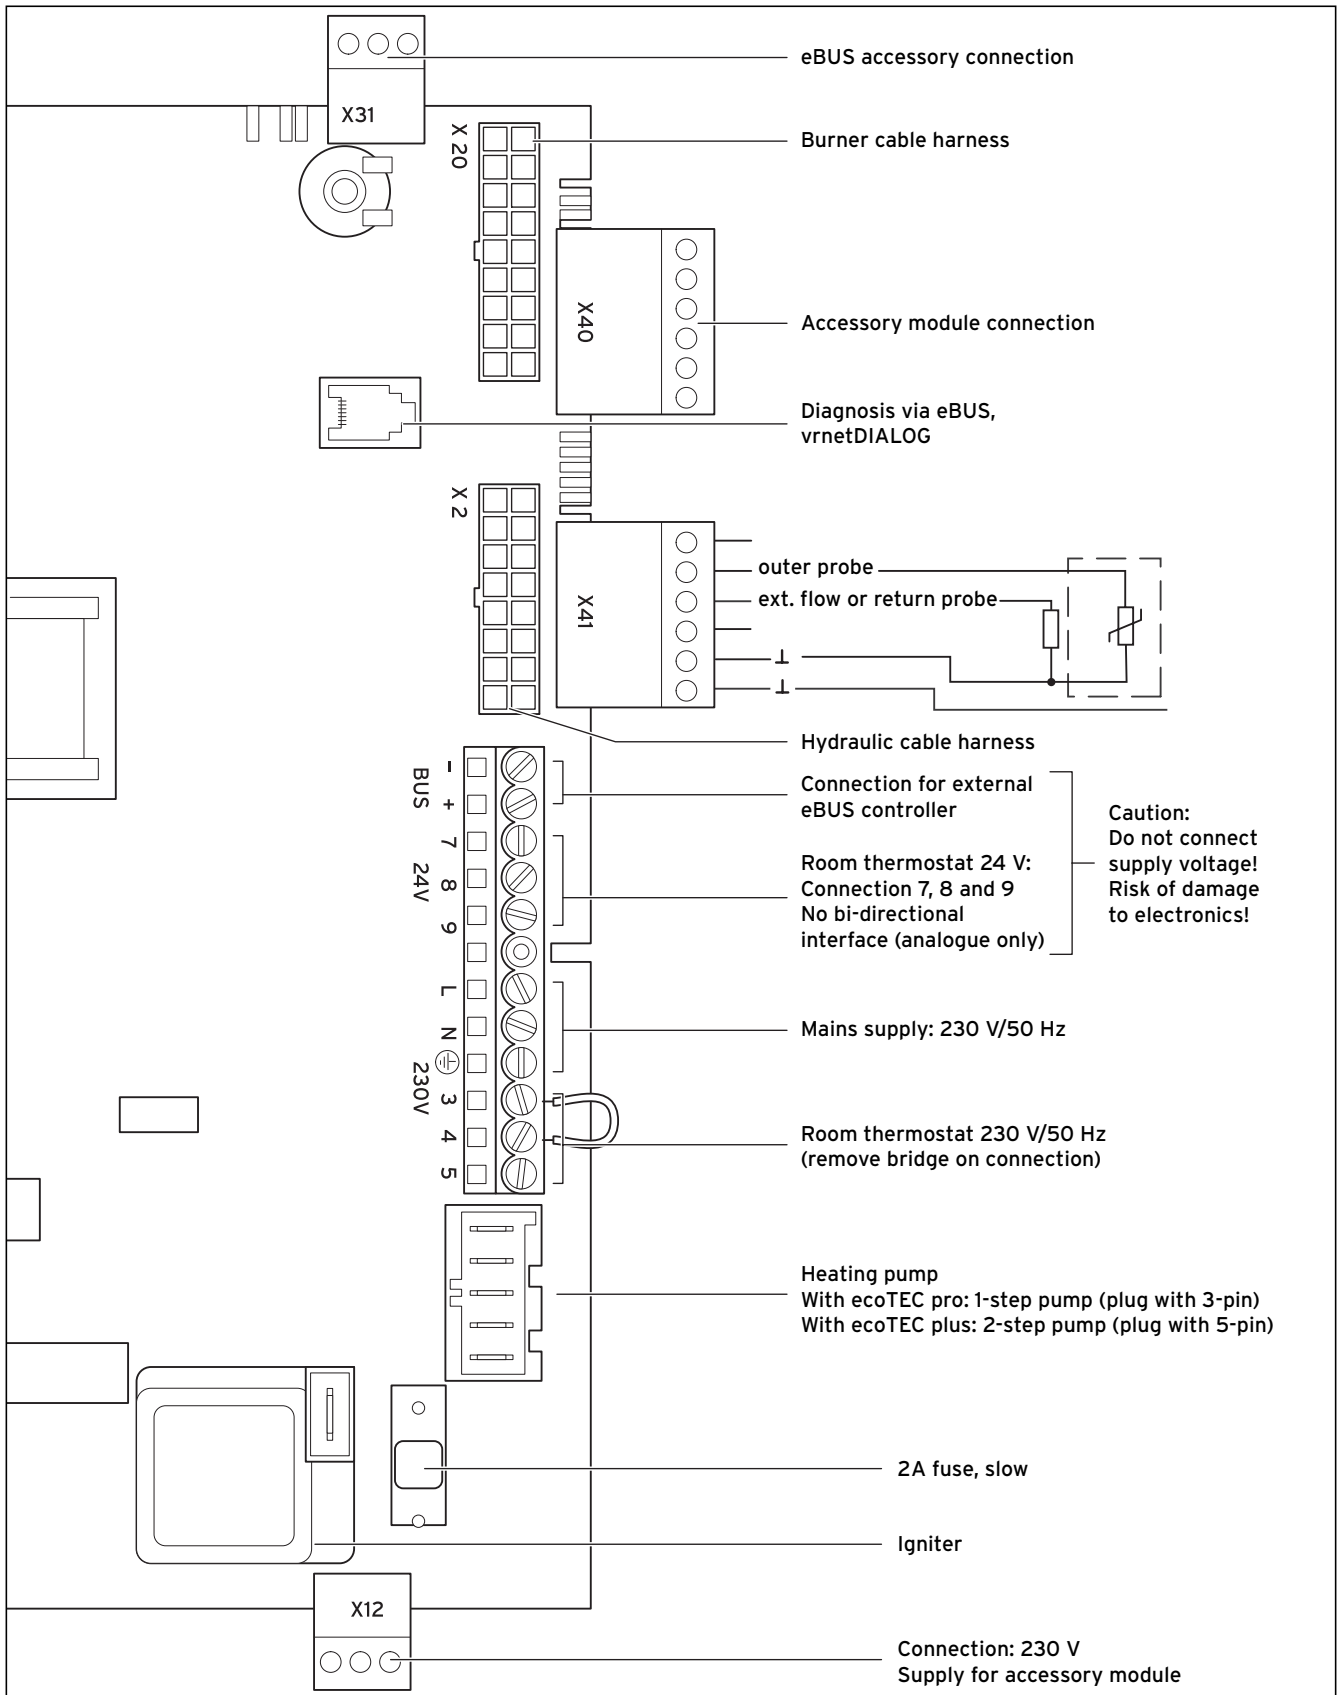 eBUS accessory connection
X31
X 20
Burner cable harness
X40
Accessory module connection
Diagnosis via eBUS,
vrnetDIALOG
X 2
X41
outer probe
ext. flow or return probe
Hydraulic cable harness
BUS
-
+
Connection for external
eBUS controller
24V
7
8
9
Room thermostat 24 V:
Connection 7, 8 and 9
No bi-directional
interface (analogue only)
Caution:
Do not connect
supply voltage!
Risk of damage
to electronics!
L
N
Mains supply: 230 V/50 Hz
230V
3
4
5
Room thermostat 230 V/50 Hz
(remove bridge on connection)
Heating pump
With ecoTEC pro: 1-step pump (plug with 3-pin)
With ecoTEC plus: 2-step pump (plug with 5-pin)
2A fuse, slow
Igniter
X12
Connection: 230 V
Supply for accessory module